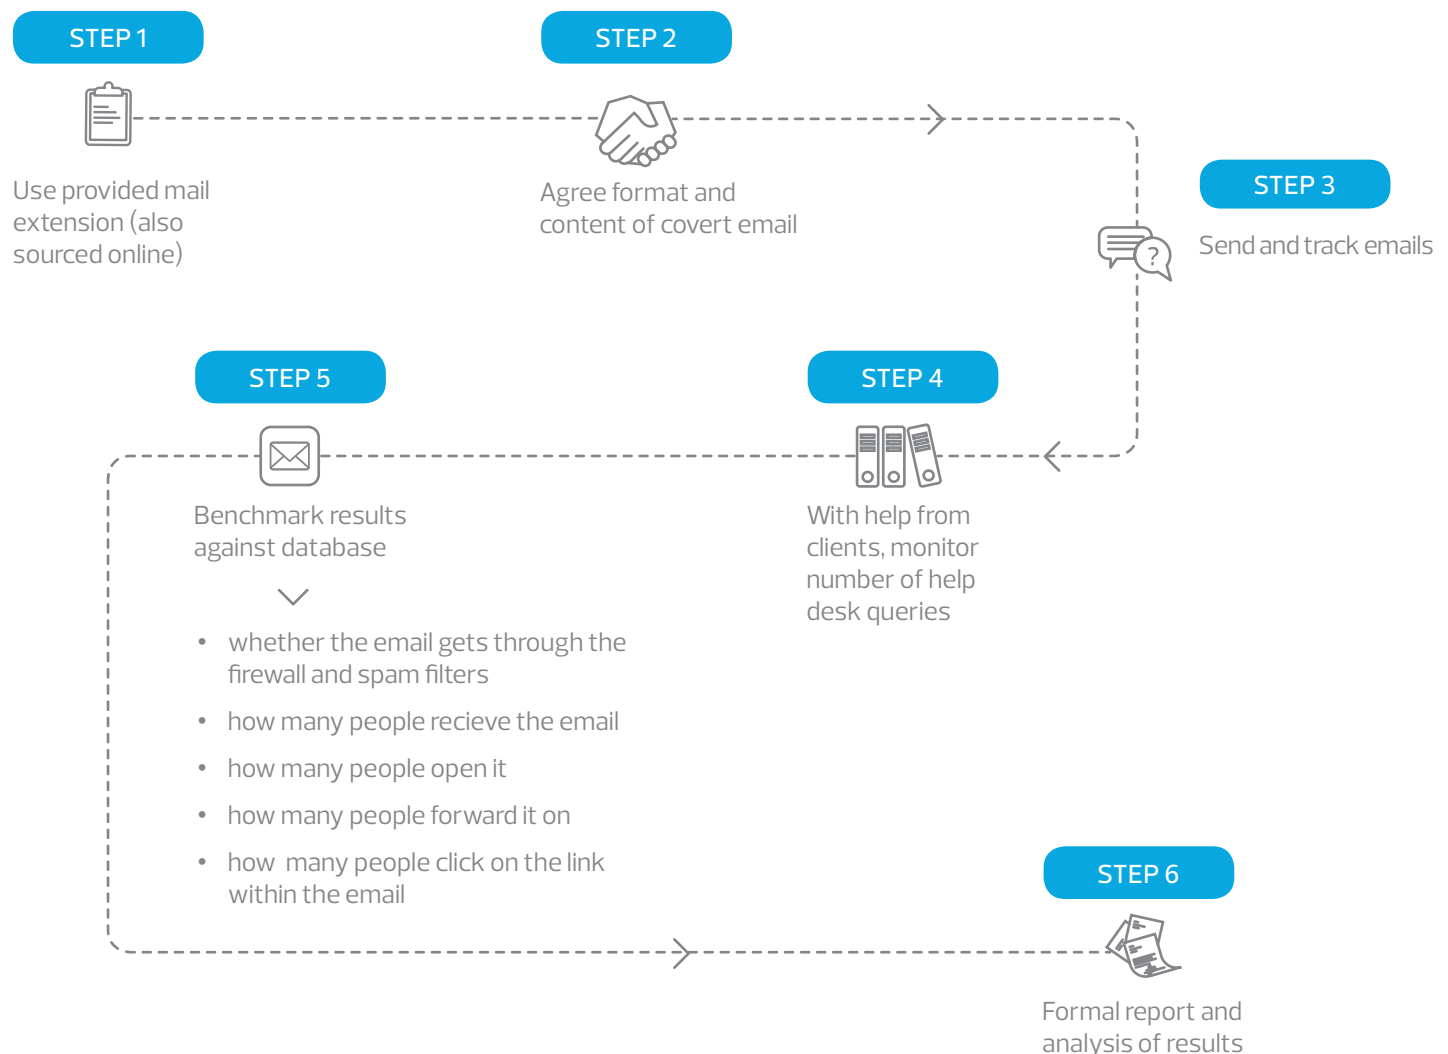 STEP 1
Use provided mail
extension (also
sourced online)
STEP 2
Agree format and
content of covert email
STEP 3
?
Send and track emails
STEP 4
With help from
clients, monitor
number of help
desk queries
STEP 5
Benchmark results
against database
• whether the email gets through the
firewall and spam filters
• how many people recieve the email
• how many people open it
• how many people forward it on
• how  many people click on the link
within the email
STEP 6
Formal report and
analysis of results